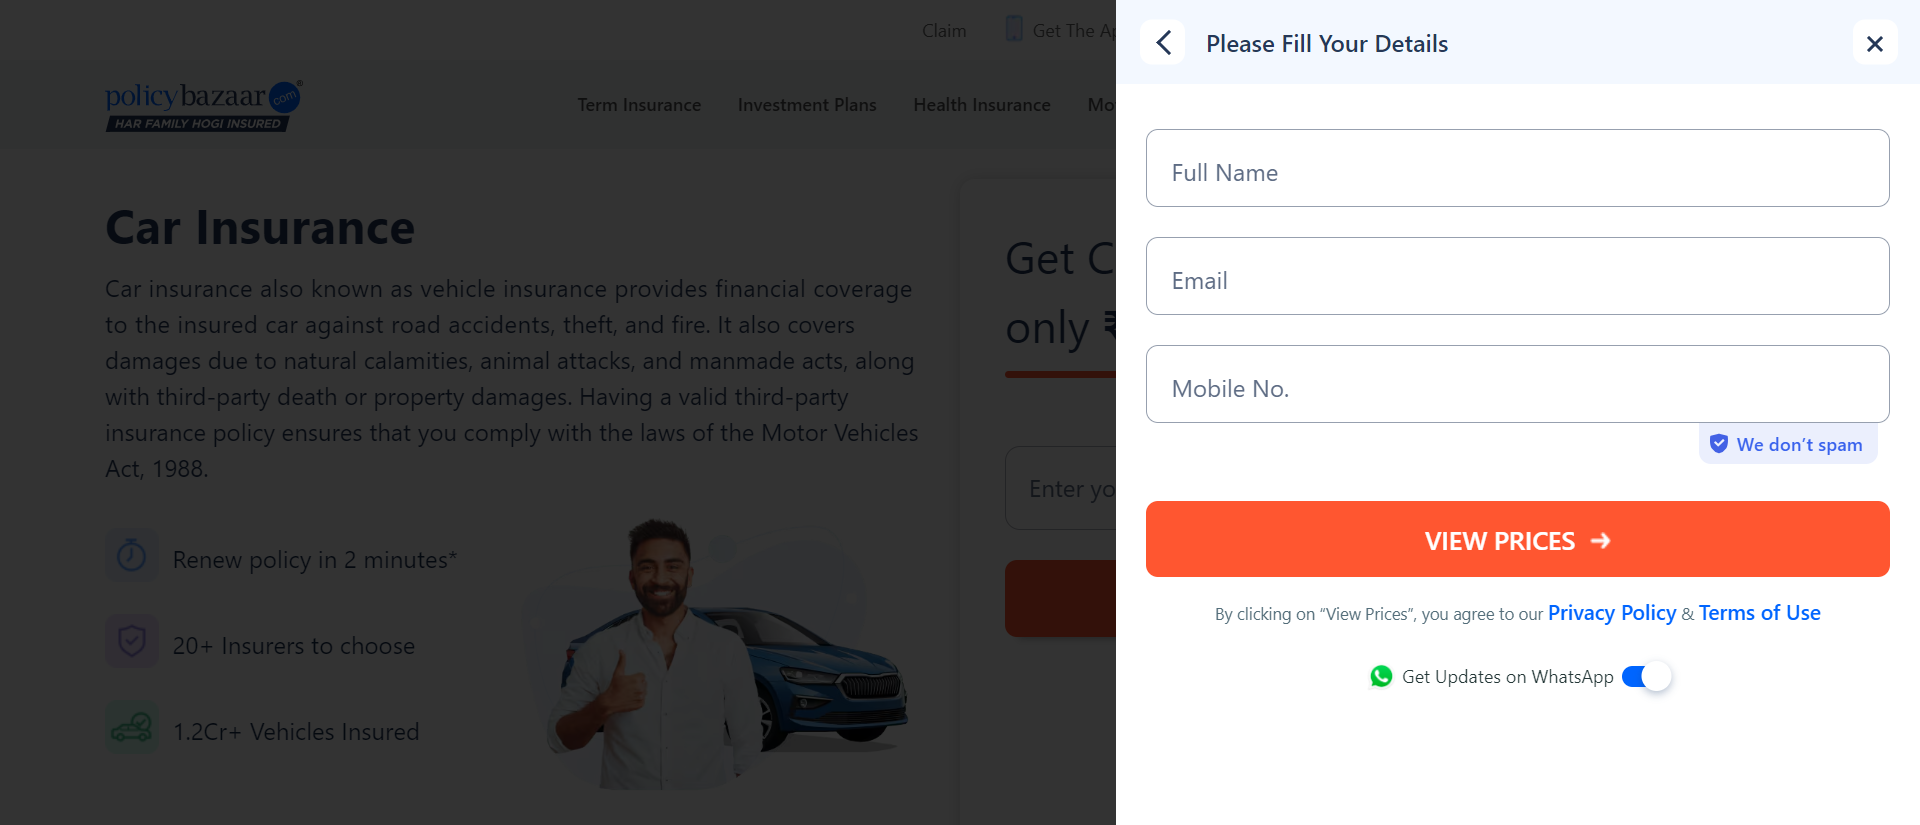 Claim
Get The Ap
policybazaar.com®
HAR FAMILY HOGI INSURED
Term Insurance
Investment Plans
Health Insurance
Mo
Car Insurance
Car insurance also known as vehicle insurance provides financial coverage
to the insured car against road accidents, theft, and fire. It also covers
damages due to natural calamities, animal attacks, and manmade acts, along
with third-party death or property damages. Having a valid third-party
insurance policy ensures that you comply with the laws of the Motor Vehicles
Act, 1988.
Renew policy in 2 minutes*
20+ Insurers to choose
1.2Cr+ Vehicles Insured
Get C
only ₹
Enter yo
Please Fill Your Details
Full Name
Email
Mobile No.
We don’t spam
VIEW PRICES
By clicking on “View Prices”, you agree to our Privacy Policy & Terms of Use
Get Updates on WhatsApp